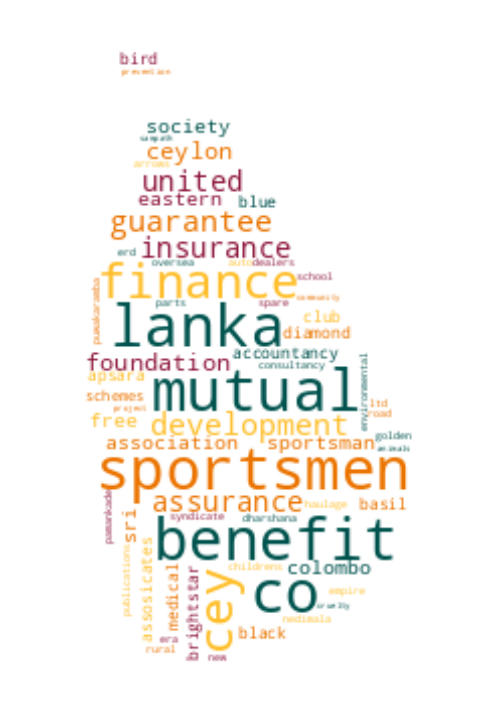 bird
prevention
society
sampath
ceylon
arrows
united
eastern
blue
guarantee
insurance
erd
oversea
auto
dealers
finance
school
punakaramba
community
parts
spare
lanka
club
diamond
accountancy
foundation
consultancy
environmental
apsara
mutual
schemes
ltd
project
road
free
development
golden
association
sportsman
animals
sportsmen
assurance
haulage
basil
pamankade
sri
syndicate
dharshana
benefit
publications
assosicates
medical
brightstar
cey
childrens
colombo
co
empire
cruelty
nedimala
black
era
rural
new